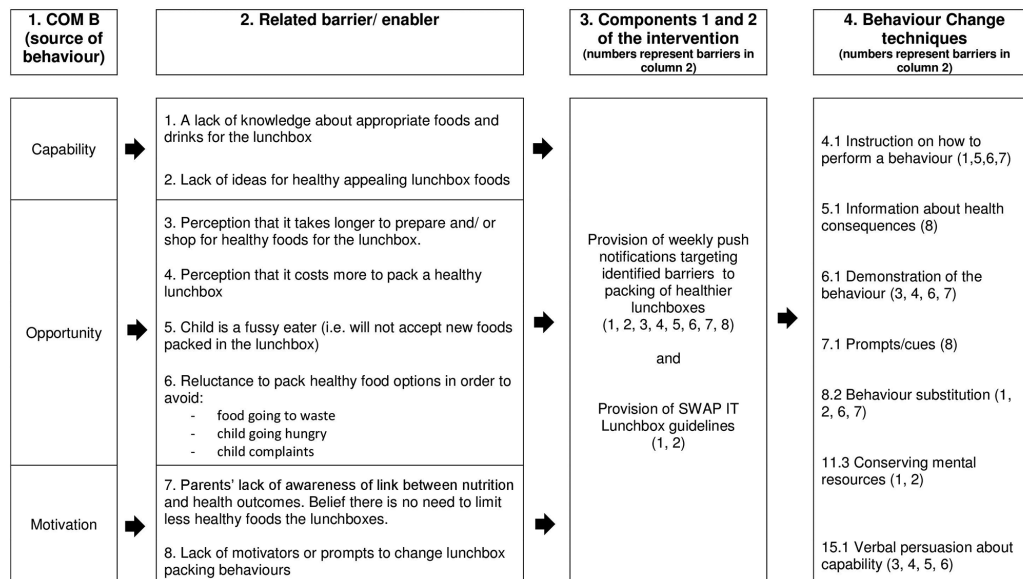 1. COM B
(source of
behaviour)
2. Related barrier/ enabler
3. Components 1 and 2
of the intervention
(numbers represent barriers in
column 2)
4. Behaviour Change
techniques
(numbers represent barriers in
column 2)
Capability
1. A lack of knowledge about appropriate foods and
drinks for the lunchbox
2. Lack of ideas for healthy appealing lunchbox foods
Opportunity
3. Perception that it takes longer to prepare and/ or
shop for healthy foods for the lunchbox.
4. Perception that it costs more to pack a healthy
lunchbox
5. Child is a fussy eater (i.e. will not accept new foods
packed in the lunchbox)
6. Reluctance to pack healthy food options in order to
avoid:
- food going to waste
- child going hungry
- child complaints
Motivation
7. Parents' lack of awareness of link between nutrition
and health outcomes. Belief there is no need to limit
less healthy foods the lunchboxes.
8. Lack of motivators or prompts to change lunchbox
packing behaviours
Provision of weekly push
notifications targeting
identified barriers to
packing of healthier
lunchboxes
(1, 2, 3, 4, 5, 6, 7, 8)
and
Provision of SWAP IT
Lunchbox guidelines
(1, 2)
4.1 Instruction on how to
perform a behaviour (1,5,6,7)
5.1 Information about health
consequences (8)
6.1 Demonstration of the
behaviour (3, 4, 6, 7)
7.1 Prompts/cues (8)
8.2 Behaviour substitution (1,
2, 6, 7)
11.3 Conserving mental
resources (1, 2)
15.1 Verbal persuasion about
capability (3, 4, 5, 6)